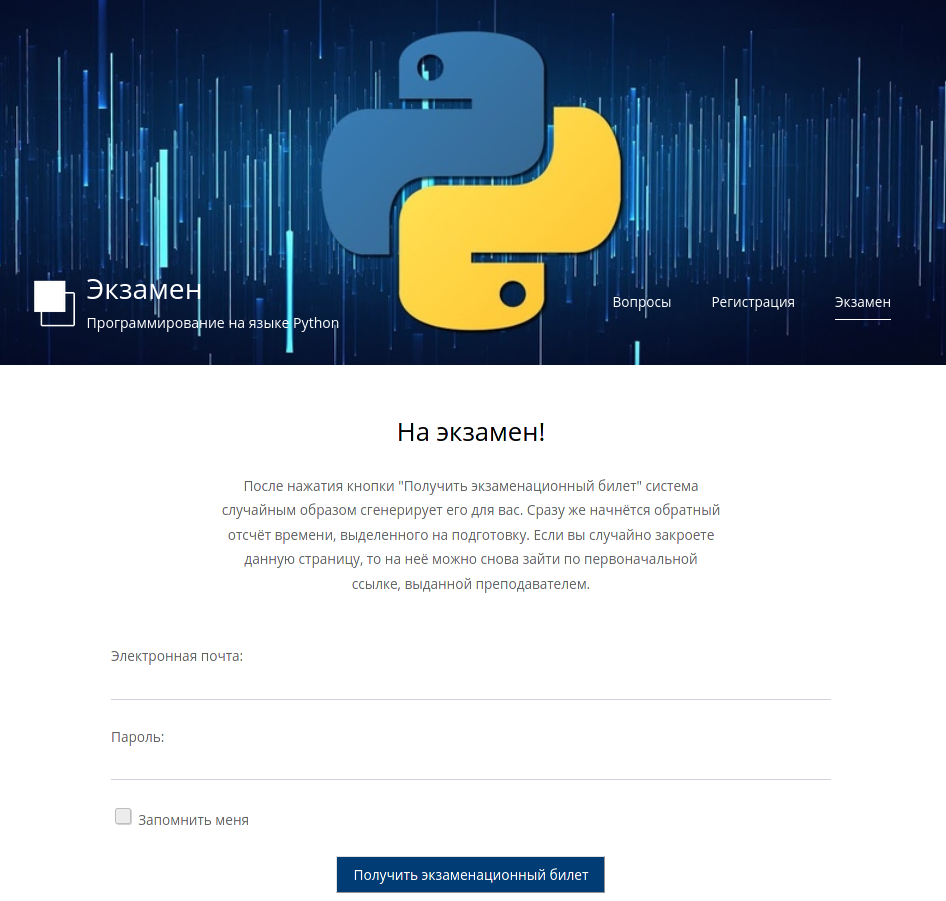 Экзамен
Программирование на языке Python
Вопросы
Регистрация
Экзамен
На экзамен!
После нажатия кнопки "Получить экзаменационный билет" система
случайным образом сгенерирует его для вас. Сразу же начнётся обратный
отсчёт времени, выделенного на подготовку. Если вы случайно закроете
данную страницу, то на неё можно снова зайти по первоначальной
ссылке, выданной преподавателем.
Электронная почта:
Пароль:
Запомнить меня
Получить экзаменационный билет